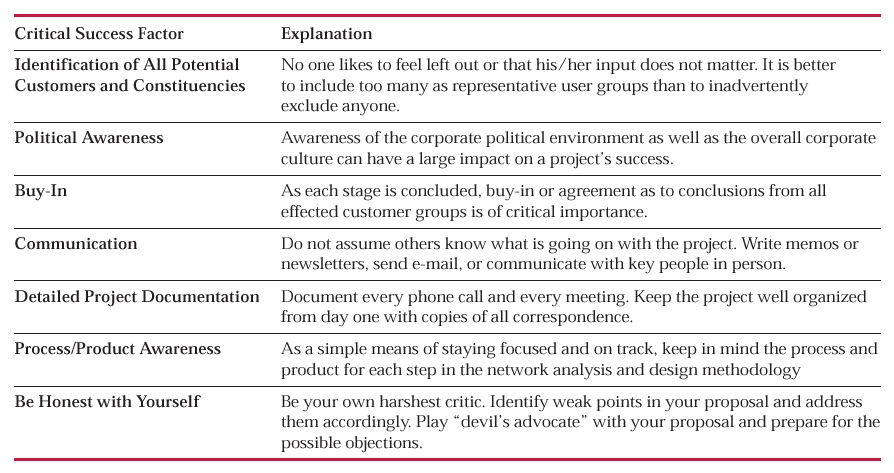 Critical Success Factor Explanation
Identification of All Potential
Customers and Constituencies
No one likes to feel left out or that his/her input does not matter. It is better
to include too many as representative user groups than to inadvertently
exclude anyone.
Political Awareness
Awareness of the corporate political environment as well as the overall corporate
culture can have a large impact on a project's success.
Buy-In
As each stage is concluded, buy-in or agreement as to conclusions from all
effected customer groups is of critical importance.
Communication
Do not assume others know what is going on with the project. Write memos or
newsletters, send e-mail, or communicate with key people in person.
Detailed Project Documentation
Document every phone call and every meeting. Keep the project well organized
from day one with copies of all correspondence.
Process/Product Awareness
As a simple means of staying focused and on track, keep in mind the process and
product for each step in the network analysis and design methodology
Be Honest with Yourself
Be your own harshest critic. Identify weak points in your proposal and address
them accordingly. Play “devil's advocate” with your proposal and prepare for the
possible objections.